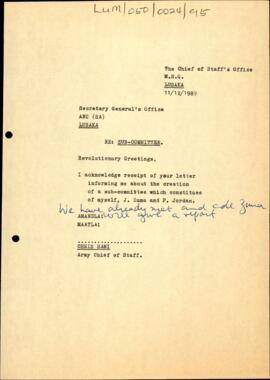 LUM/050/0024/95
The Chief of Staff's Office
M.H.Q.
LUSAKA
11/12/1989
Secretary General's Office
ANC (SA)
LUSAKA
RE: SUB-COMMITTEE.
Revolutionary Greetings.
I acknowledge receipt of your letter
informing me about the creation
of a sub-committee which constitues
of myself, J. Zuma and P. Jordan.
We have already met and cde Zuma
will give a report
AMANDLA!
MAATLA!
CHRIS HANI
Army Chief of Staff.